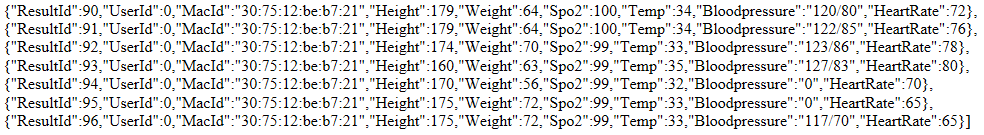 {"ResultId":90,"UserId":0,"MacId":"30:75:12:be:b7:21","Height":179,"Weight":64,"Spo2":100,"Temp":34,"Bloodpressure":"120/80","HeartRate":72},
{"ResultId":91,"UserId":0,"MacId":"30:75:12:be:b7:21","Height":179,"Weight":64,"Spo2":100,"Temp":34,"Bloodpressure":"122/85","HeartRate":76},
{"ResultId":92,"UserId":0,"MacId":"30:75:12:be:b7:21","Height":174,"Weight":70,"Spo2":99,"Temp":33,"Bloodpressure":"123/86","HeartRate":78},
{"ResultId":93,"UserId":0,"MacId":"30:75:12:be:b7:21","Height":160,"Weight":63,"Spo2":99,"Temp":35,"Bloodpressure":"127/83","HeartRate":80},
{"ResultId":94,"UserId":0,"MacId":"30:75:12:be:b7:21","Height":170,"Weight":56,"Spo2":99,"Temp":32,"Bloodpressure":"0","HeartRate":70},
{"ResultId":95,"UserId":0,"MacId":"30:75:12:be:b7:21","Height":175,"Weight":72,"Spo2":99,"Temp":33,"Bloodpressure":"0","HeartRate":65},
{"ResultId":96,"UserId":0,"MacId":"30:75:12:be:b7:21","Height":175,"Weight":72,"Spo2":99,"Temp":33,"Bloodpressure":"117/70","HeartRate":65}]